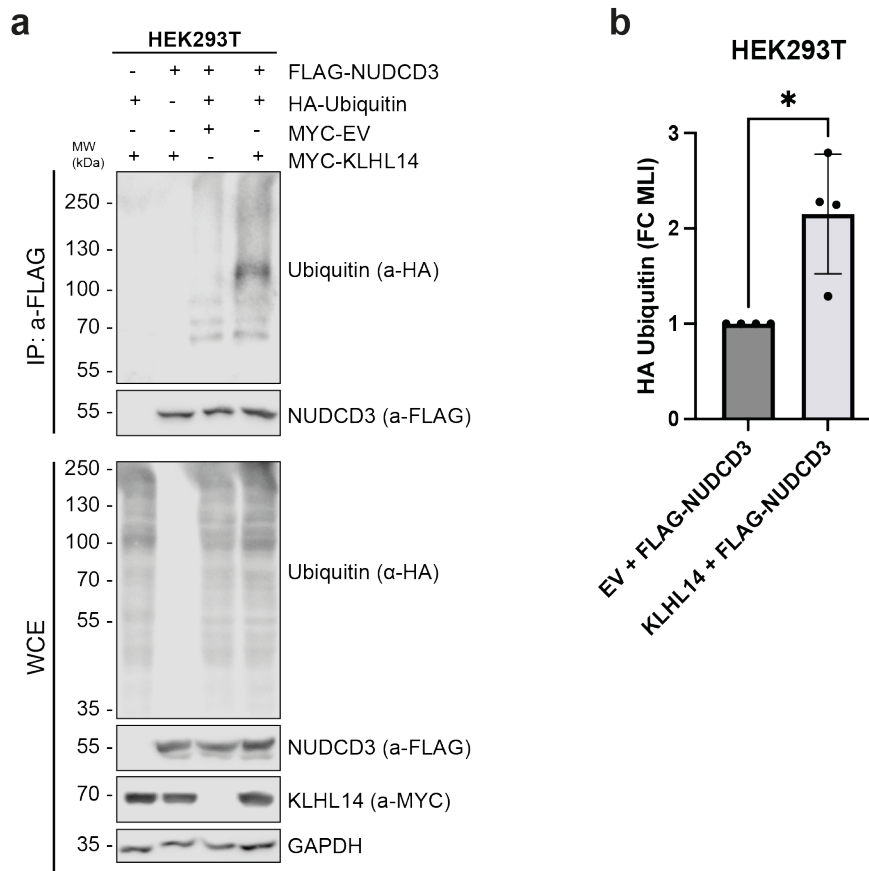 a
HEK293T
- + + + FLAG-NUDCD3
+ - + + HA-Ubiquitin
- - + - MYC-EV
+ + - + MYC-KLHL14
MW
(kDa)
IP: a-FLAG
250 -
130 -
100 -
70 -
55 -
Ubiquitin (a-HA)
55 -
NUDCD3 (a-FLAG)
WCE
250 -
130 -
100 -
70 -
55 -
35 -
Ubiquitin (α-HA)
55 -
NUDCD3 (a-FLAG)
70 -
KLHL14 (a-MYC)
35 -
GAPDH
b
HEK293T
*
HA Ubiquitin (FC MLI)
3
2
1
0
EV + FLAG-NUDCD3
KLHL14 + FLAG-NUDCD3